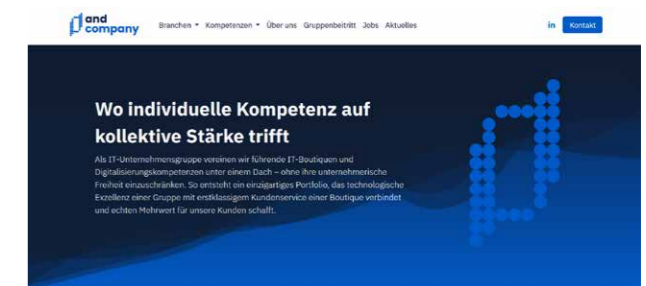 and
company
Branchen Kompetenzen Über uns Gruppenbeitritt Jobs Aktuelles
in Kontakt
Wo individuelle Kompetenz auf
kollektive Stärke trifft
Als IT-Unternehmensgruppe vereinen wir führende IT-Boutiquen und
Digitalisierungskompetenzen unter einem Dach – ohne ihre unternehmerische
Freiheit einzuschränken. So entsteht ein einzigartiges Portfolio, das technologische
Exzellenz einer Gruppe mit erstklassigem Kundenservice einer Boutique verbindet
und echten Mehrwert für unsere Kunden schafft.